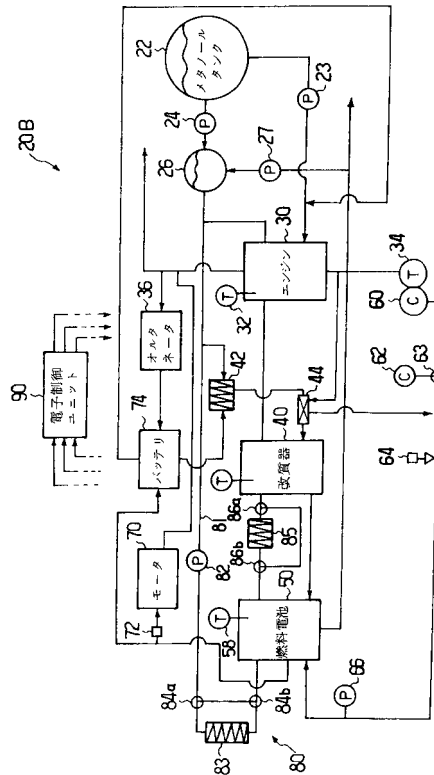 20B
90
電子制御
ユニット
22
メタノール
タンク
24
P
26
23
P
27
P
36
オルタネータ
74
バッテリ
70
モータ
72
81
82
P
42
30
エンジン
32
T
34
T
60
C
62
C
63
64
44
40
改質器
T
86a
86b
85
50
燃料電池
58
T
84a
84b
83
80
66
P